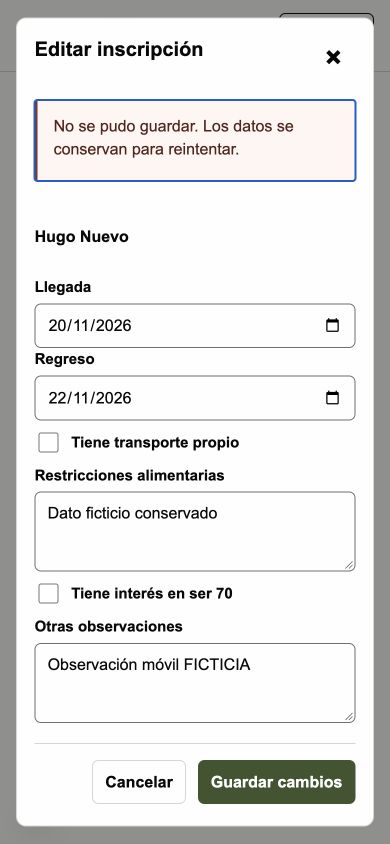 Editar inscripción
No se pudo guardar. Los datos se
conservan para reintentar.
Hugo Nuevo
Llegada
20/11/2026
Regreso
22/11/2026
Tiene transporte propio
Restricciones alimentarias
Dato ficticio conservado
Tiene interés en ser 70
Otras observaciones
Observación móvil FICTICIA
Cancelar
Guardar cambios